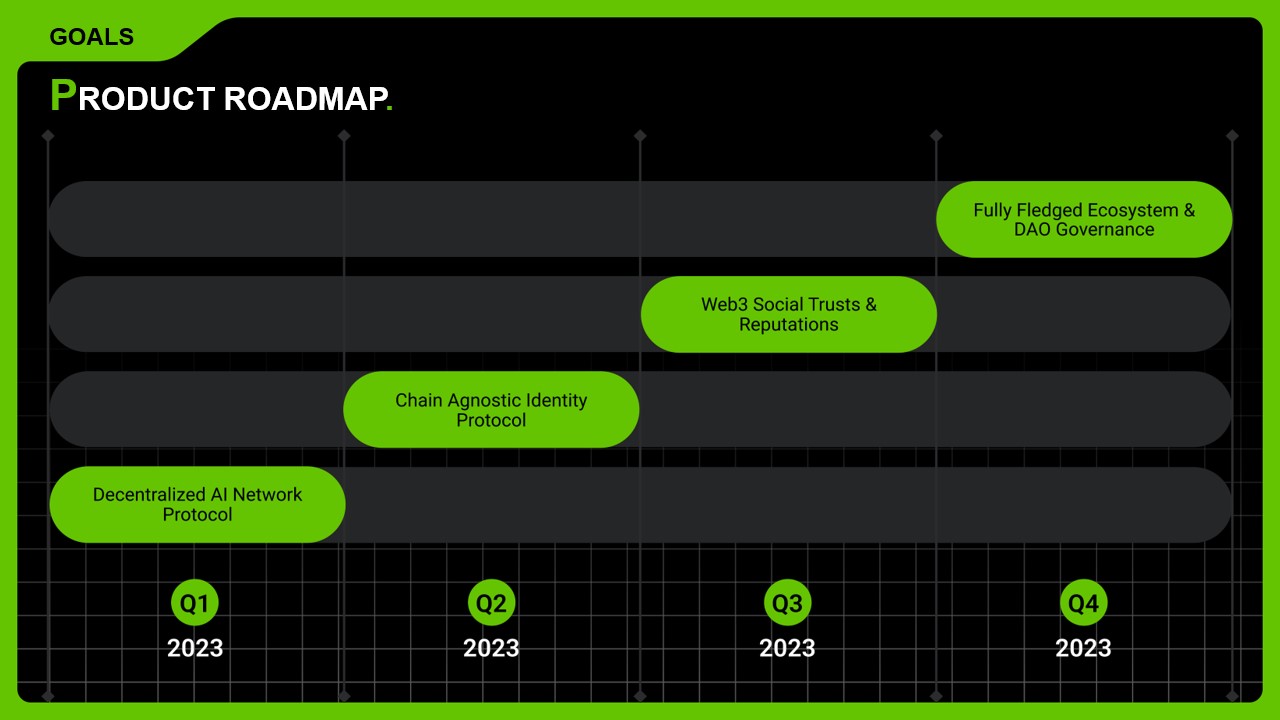 GOALS
PRODUCT ROADMAP.
Fully Fledged Ecosystem &
DAO Governance
Web3 Social Trusts &
Reputations
Chain Agnostic Identity
Protocol
Decentralized AI Network
Protocol
Q1 Q2 Q3 Q4
2023 2023 2023 2023